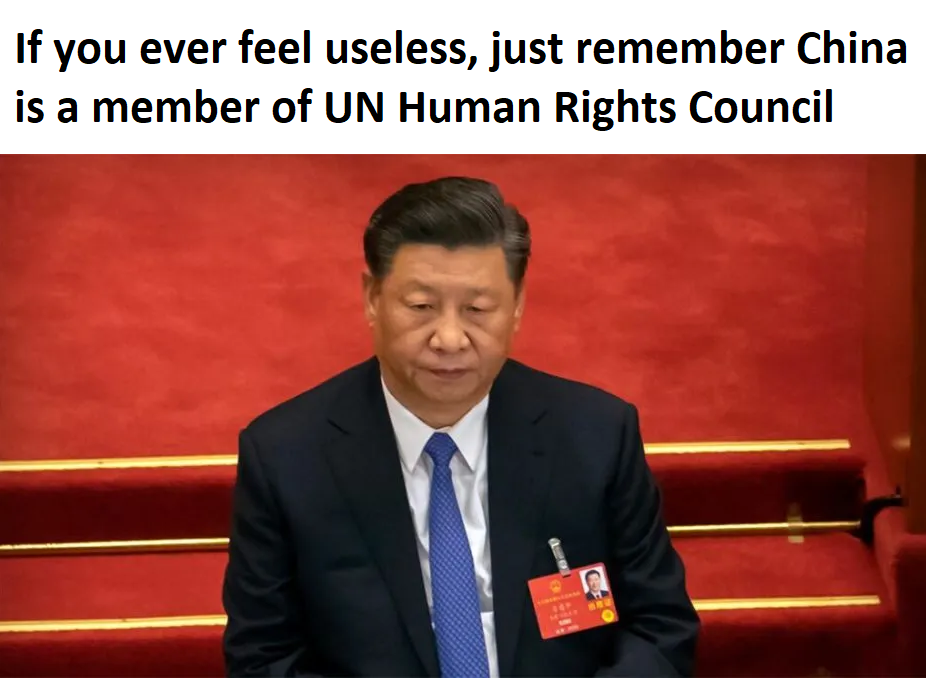 If you ever feel useless, just remember China
is a member of UN Human Rights Council